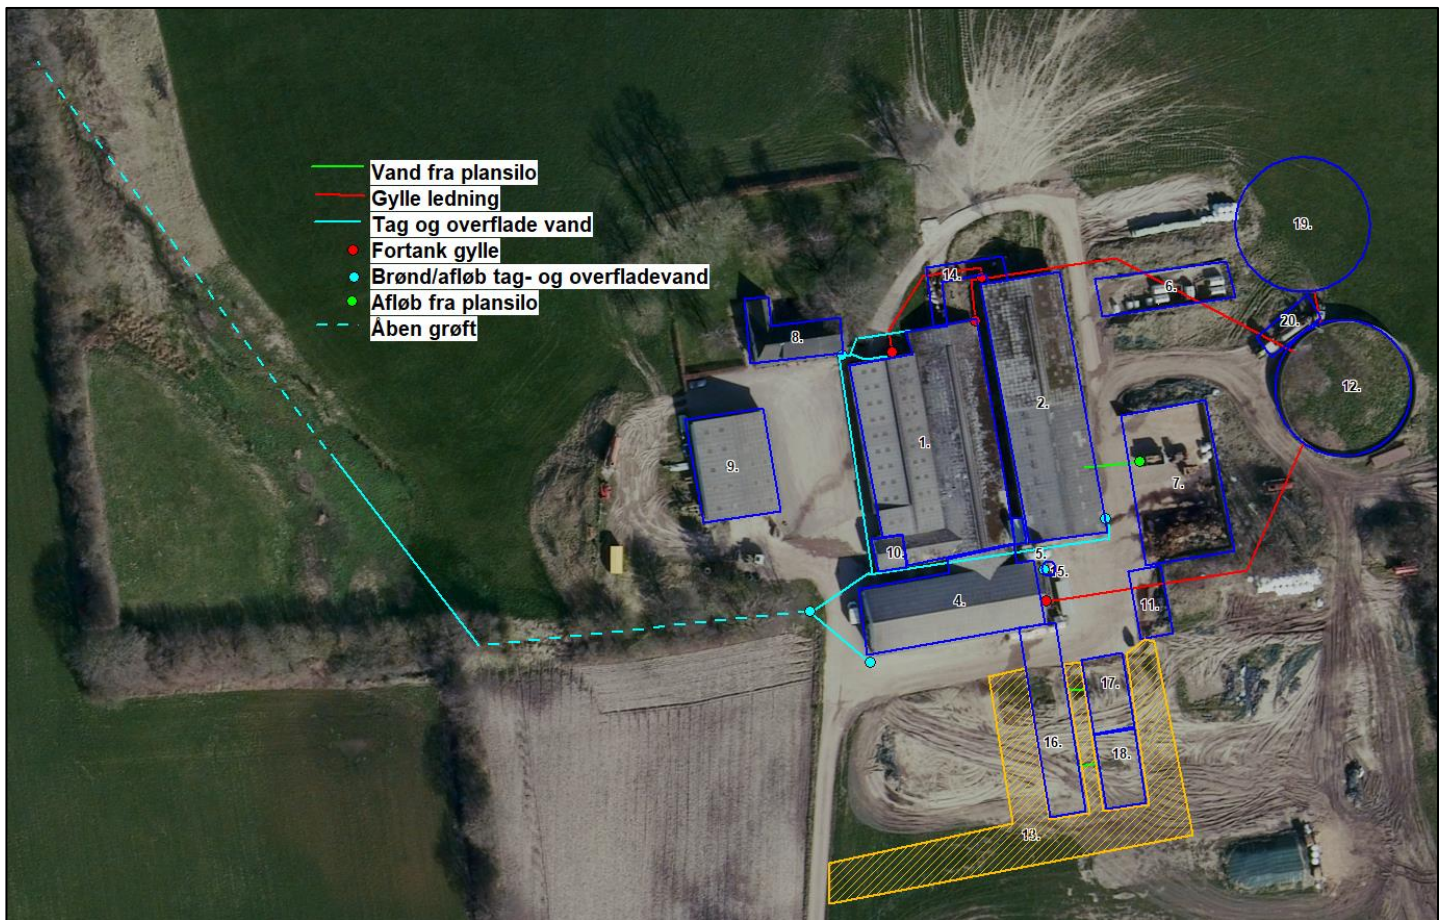 Vand fra plansilo
Gylle ledning
Tag og overflade vand
Fortank gylle
Brønd/afløb tag- og overfladevand
Afløb fra plansilo
Åben grøft
19.
14.
6.
20.
8.
12.
2.
1.
9.
7.
10.
5.
15.
4.
11.
17.
16.
18.
13.